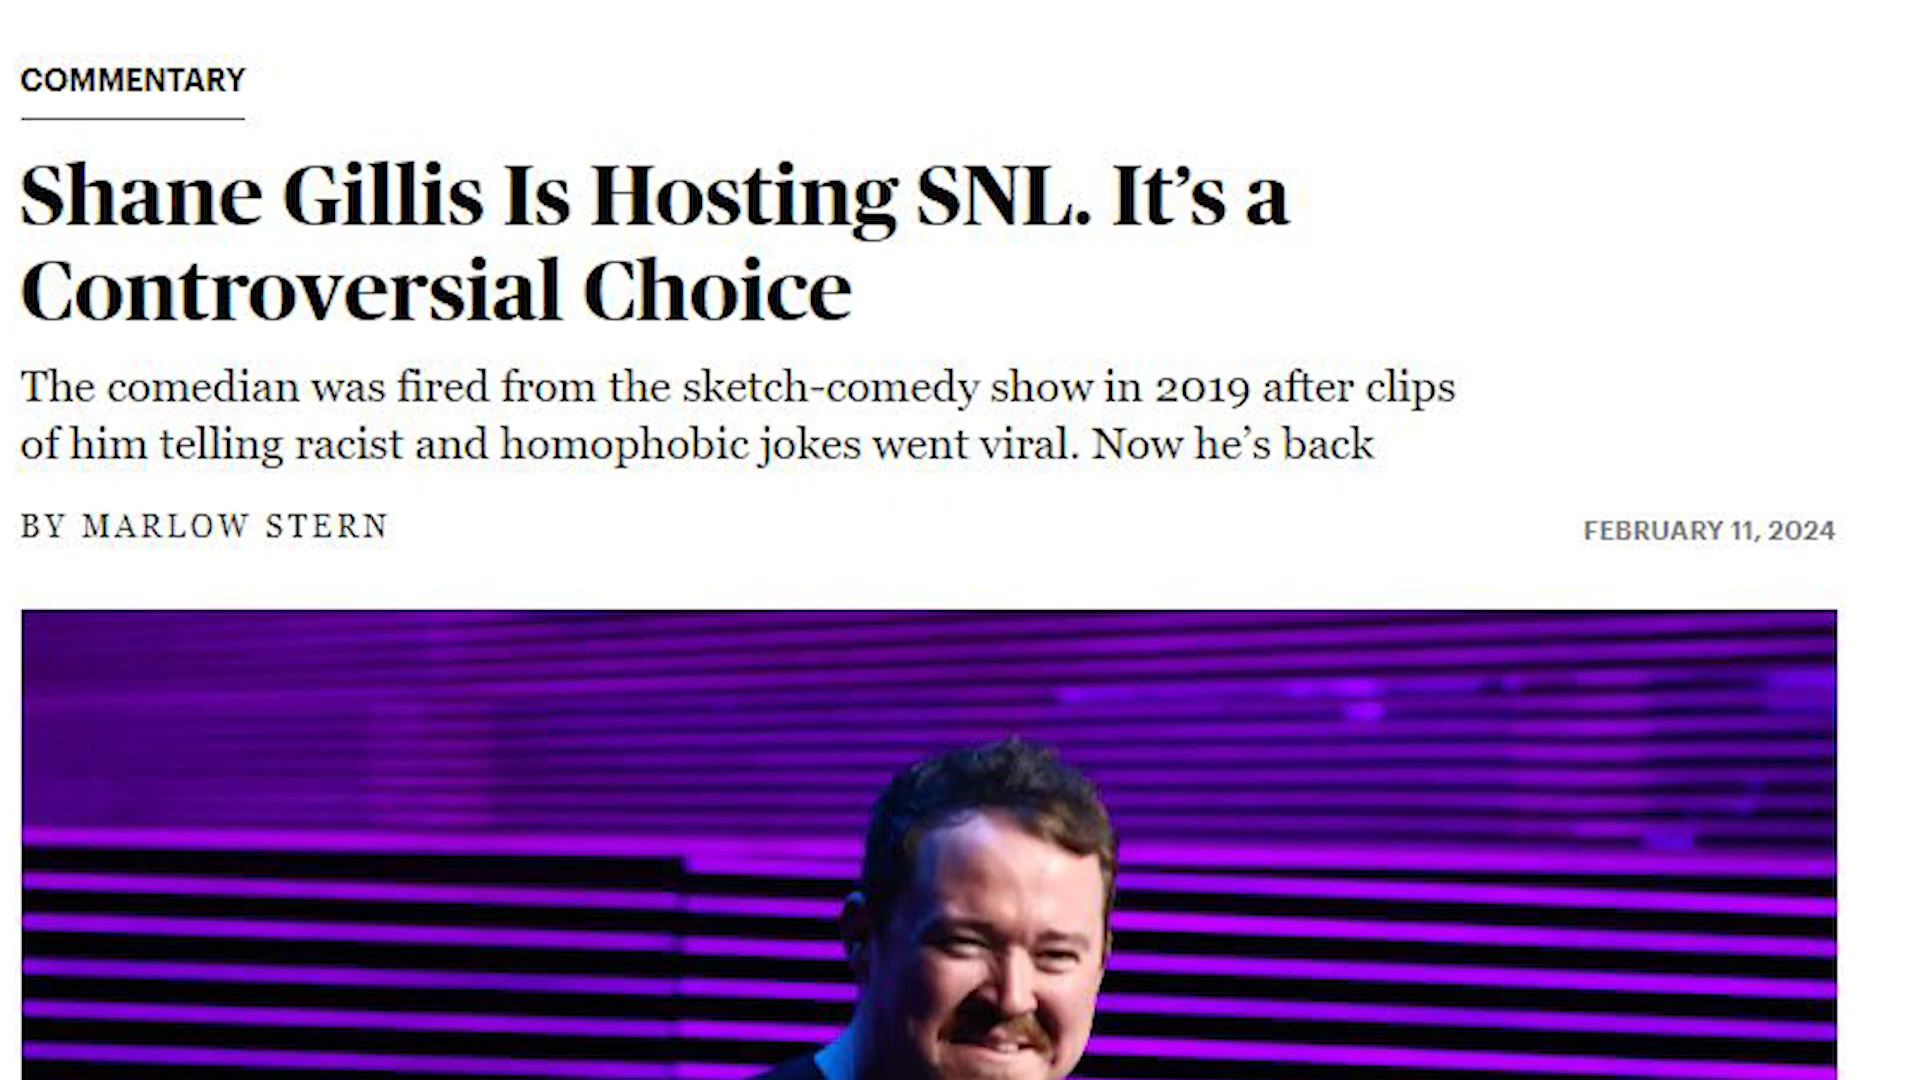 COMMENTARY
Shane Gillis Is Hosting SNL. It’s a
Controversial Choice
The comedian was fired from the sketch-comedy show in 2019 after clips
of him telling racist and homophobic jokes went viral. Now he’s back
BY MARLOW STERN
FEBRUARY 11, 2024